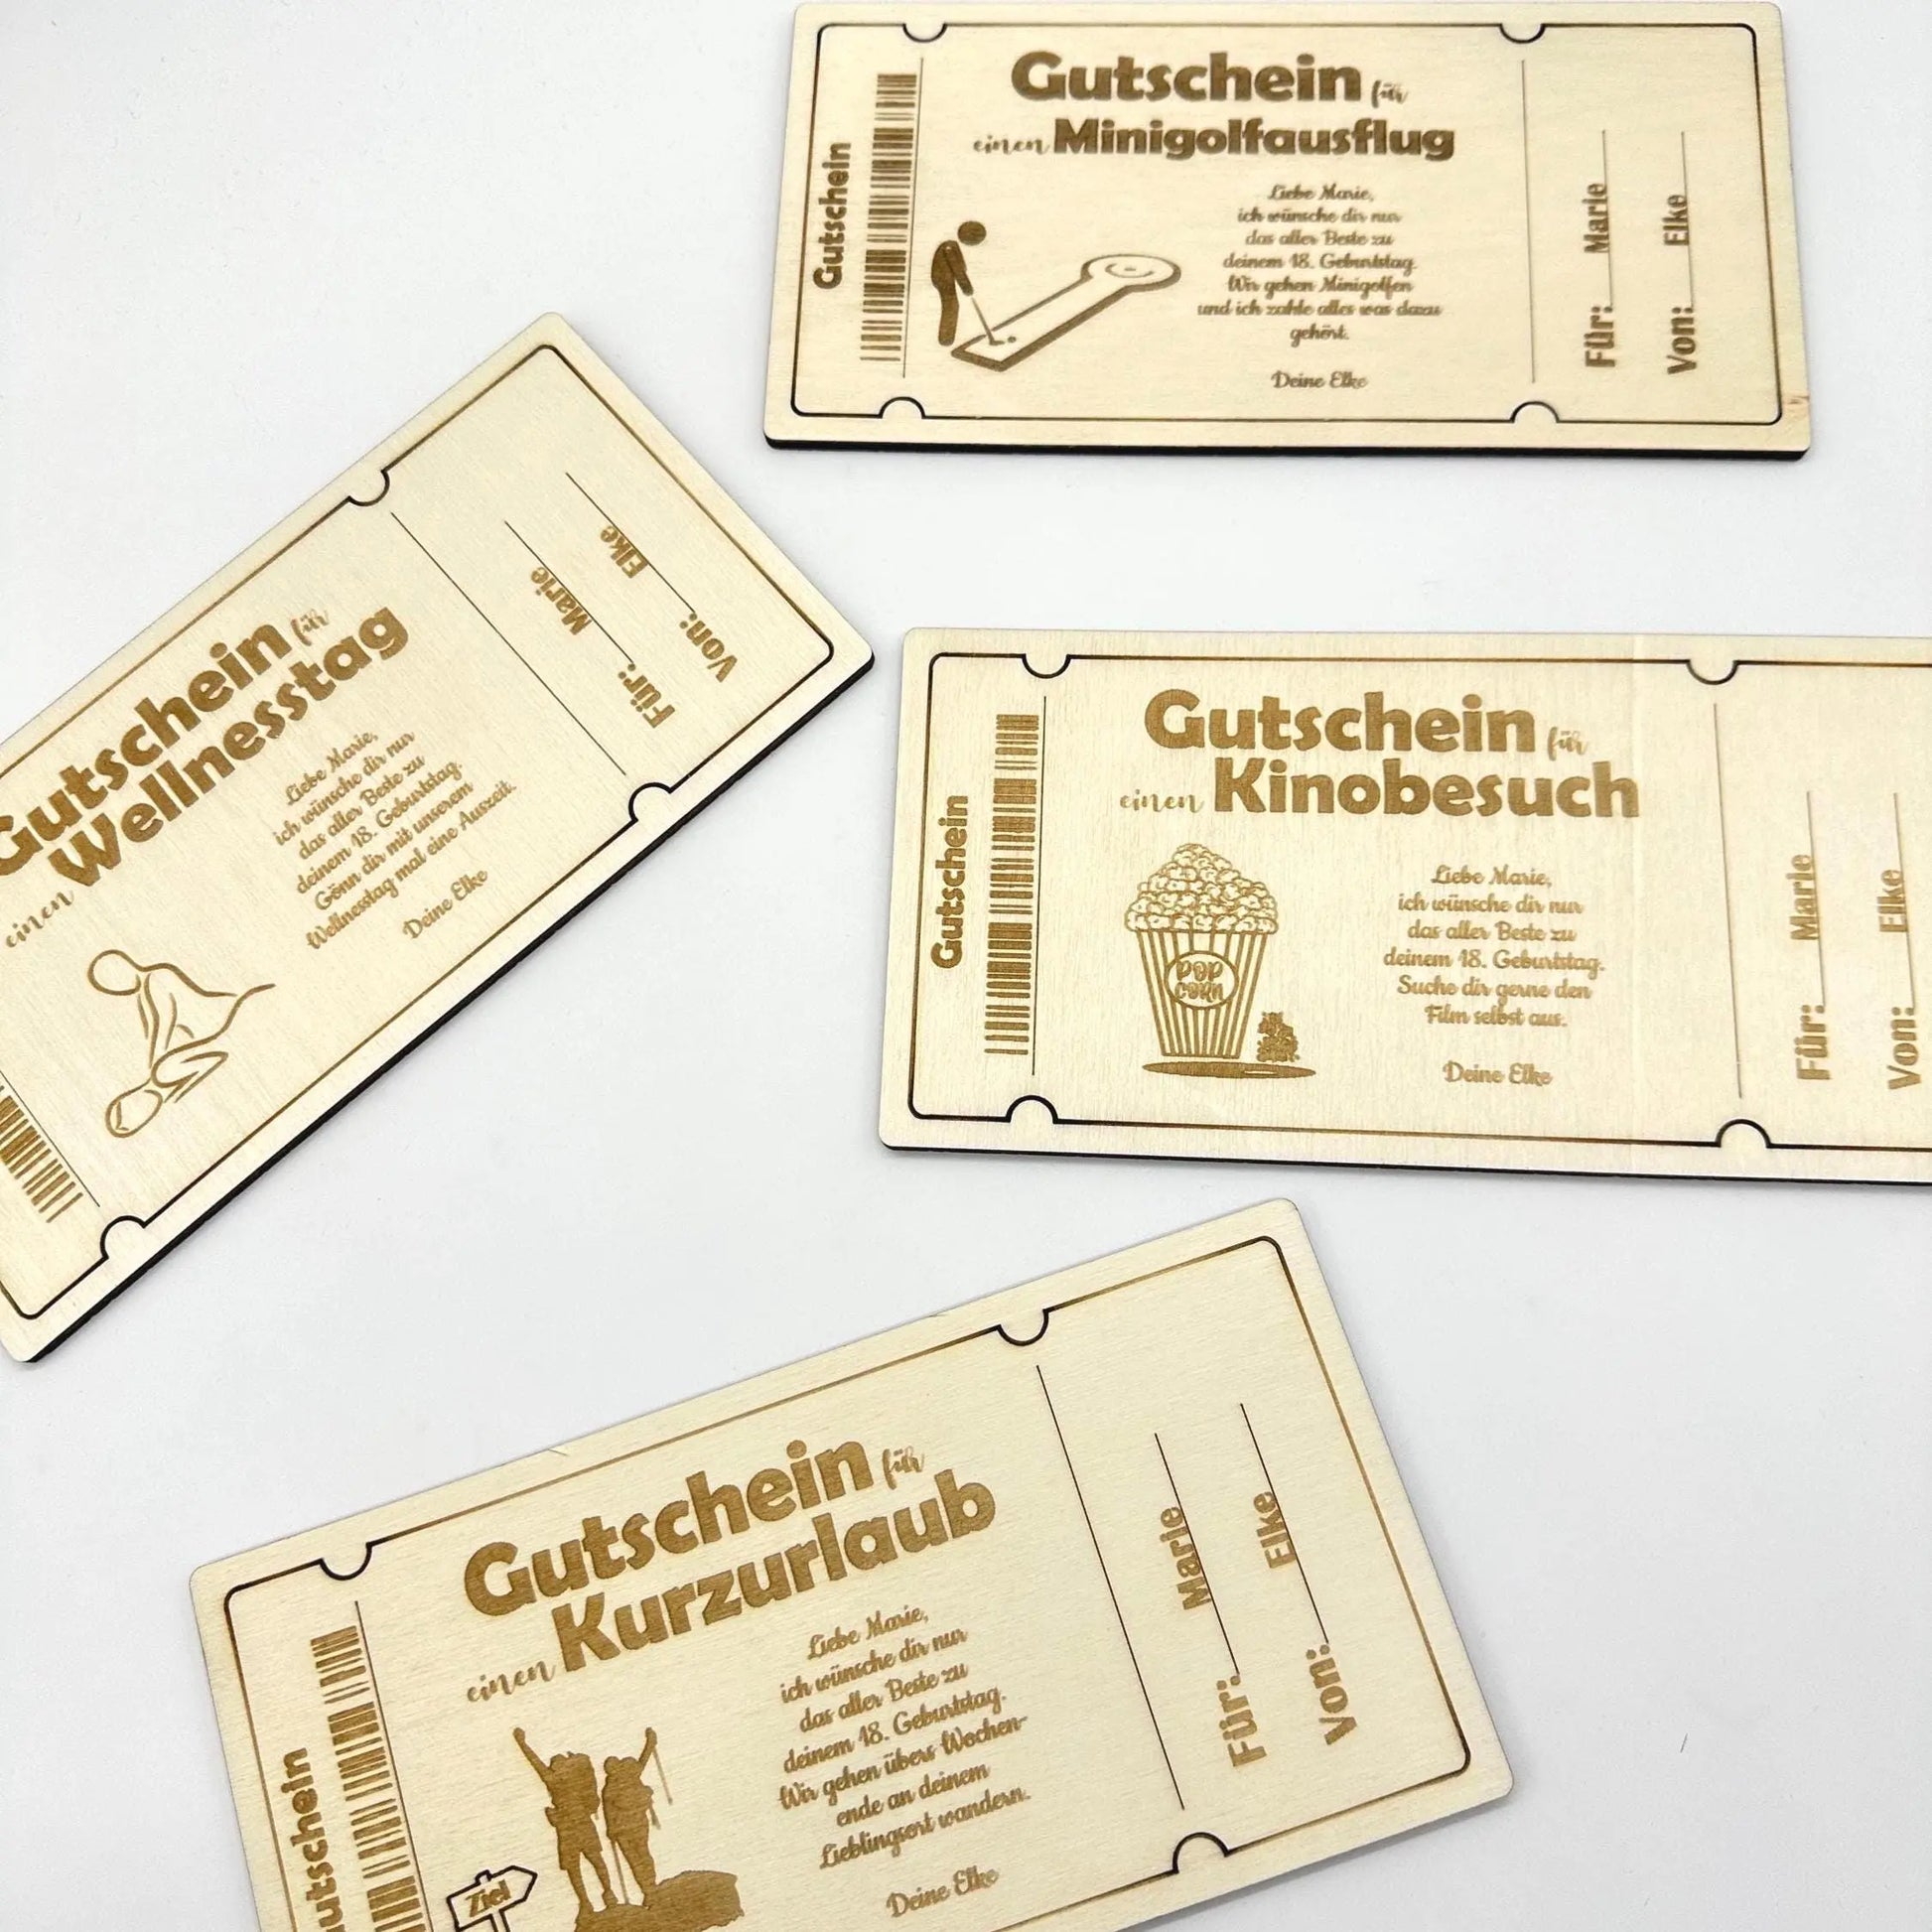 Gutschein
Gutschein für
einen Minigolfausflug
Liebe Marie,
ich wünsche dir nur
das aller Beste zu
deinem 18. Geburtstag.
Wir gehen Minigolfen
und ich zahle alles was dazu
gehört.
Deine Elke
Für: Marie
Von: Elke
Gutschein für
einen Wellnesstag
Liebe Marie,
ich wünsche dir nur
das aller Beste zu
deinem 18. Geburtstag.
Gönn dir mit unserem
Wellnesstag mal eine Auszeit.
Deine Elke
Für: Marie
Von: Elke
Gutschein
Gutschein für
einen Kinobesuch
POP
CORN
Liebe Marie,
ich wünsche dir nur
das aller Beste zu
deinem 18. Geburtstag.
Suche dir gerne den
Film selbst aus.
Deine Elke
Für: Marie
Von: Elke
utschein
Gutschein für
einen Kurzurlaub
Ziel
Liebe Marie,
ich wünsche dir nur
das aller Beste zu
deinem 18. Geburtstag.
Wir gehen übers Wochen-
ende an deinem
Lieblingsort wandern.
Deine Elke
Für: Marie
Von: Elke